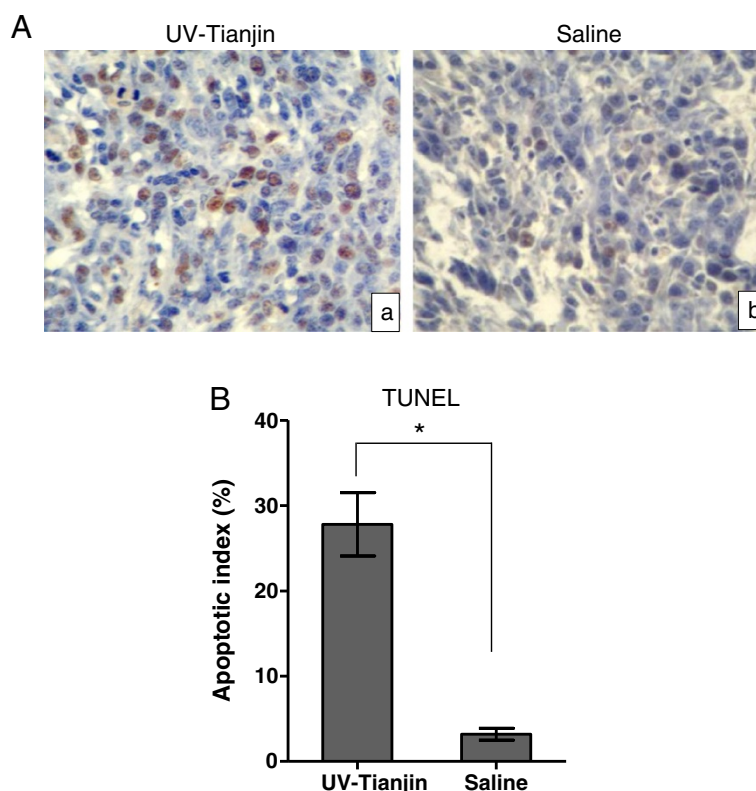 A
UV-Tianjin
Saline
a
b
B
TUNEL
*
Apoptotic index (%)
40
30
20
10
0
UV-Tianjin
Saline